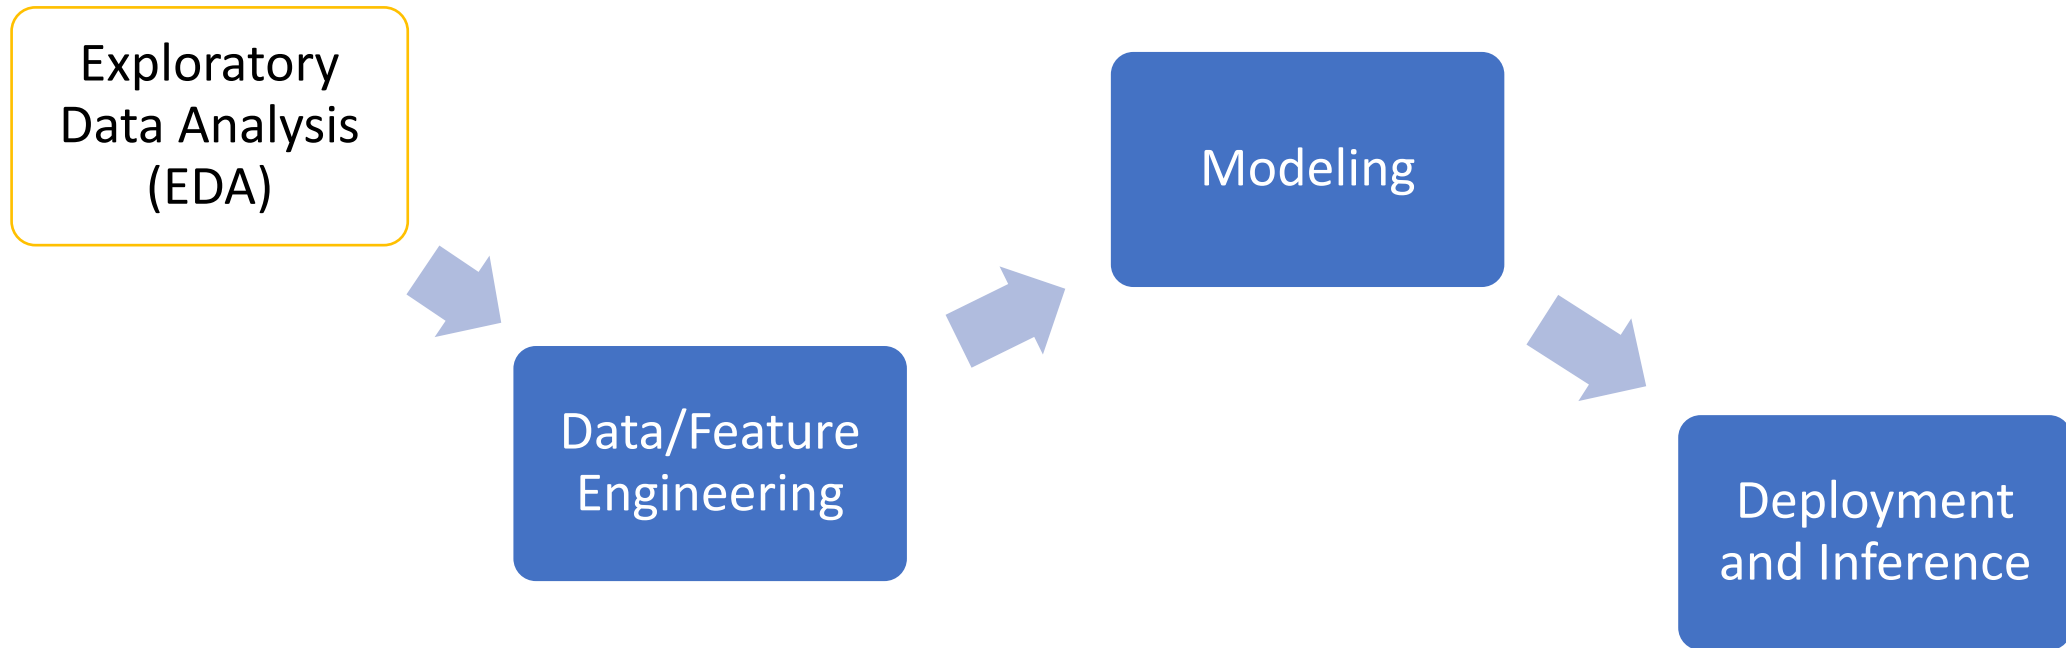 Exploratory
Data Analysis
(EDA)
Data/Feature
Engineering
Modeling
Deployment
and Inference